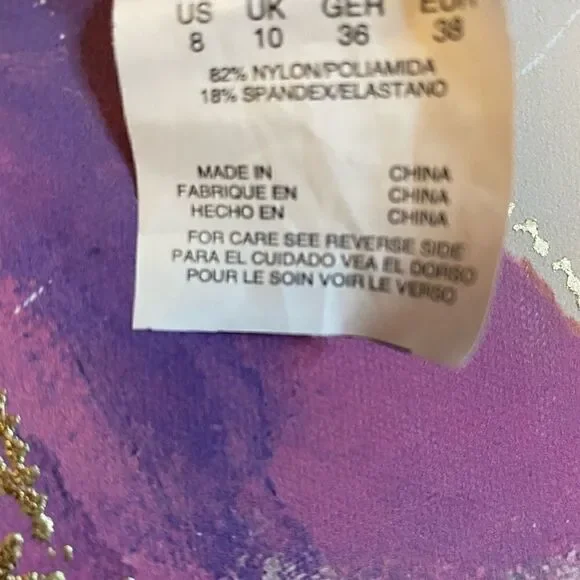 US UK GER EUR
8 10 36 38
82% NYLON/POLIAMIDA
18% SPANDEX/ELASTANO
MADE IN CHINA
FABRIQUE EN CHINA
HECHO EN CHINA
FOR CARE SEE REVERSE SIDE
PARA EL CUIDADO VEA EL DORSO
POUR LE SOIN VOIR LE VERSO